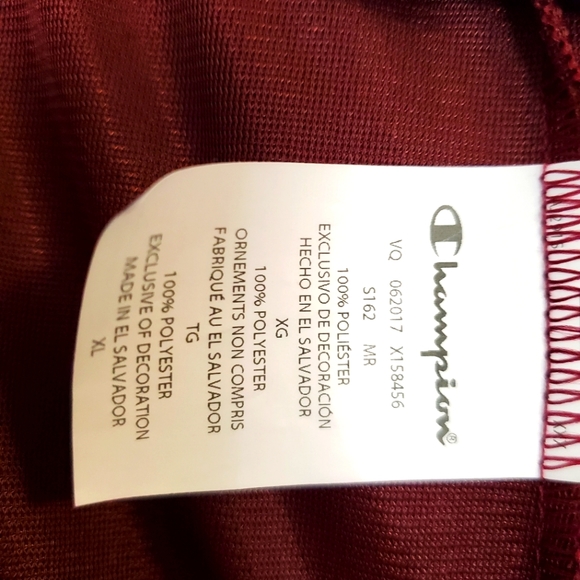 Champion®
VQ 062017 X158456
S162 MR
100% POLIÉSTER
EXCLUSIVO DE DECORACIÓN
HECHO EN EL SALVADOR
XG
100% POLYESTER
ORNEMENTS NON COMPRIS
FABRIQUÉ AU EL SALVADOR
TG
100% POLYESTER
EXCLUSIVE OF DECORATION
MADE IN EL SALVADOR
XL